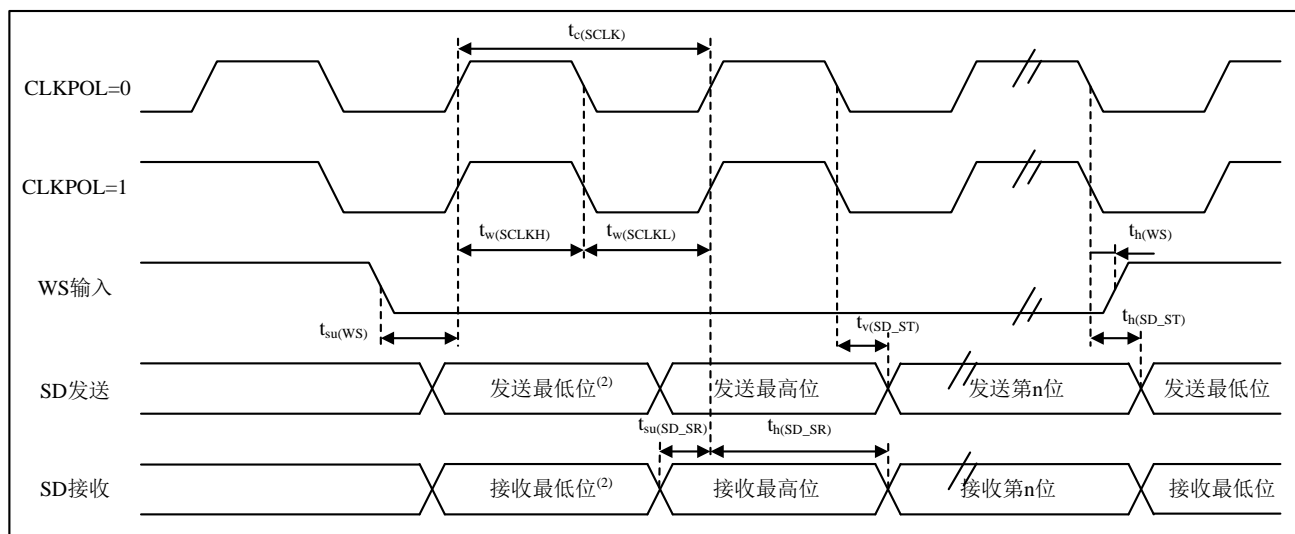 t_c(SCLK)
CLKPOL=0
CLKPOL=1
t_w(SCLKH) t_w(SCLKL)
t_h(WS)
WS输入
t_su(WS)
t_v(SD_ST)
t_h(SD_ST)
SD发送 发送最低位(2) 发送最高位 发送第n位 发送最低位
t_su(SD_SR) t_h(SD_SR)
SD接收 接收最低位(2) 接收最高位 接收第n位 接收最低位